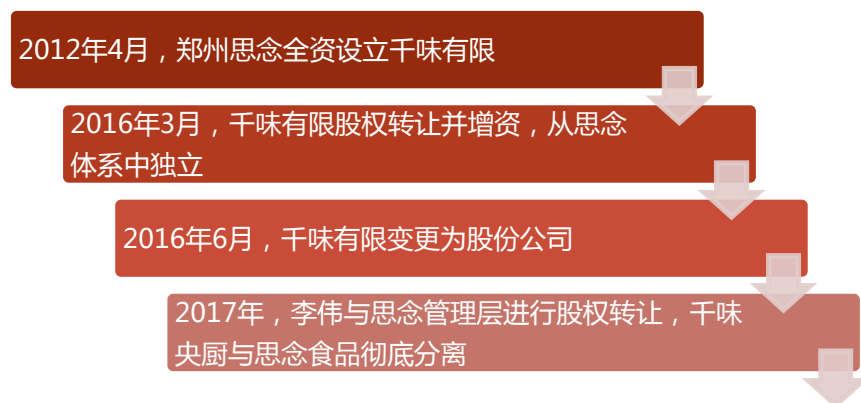 2012年4月，郑州思念全资设立千味有限
2016年3月，千味有限股权转让并增资，从思念
体系中独立
2016年6月，千味有限变更为股份公司
2017年，李伟与思念管理层进行股权转让，千味
央厨与思念食品彻底分离